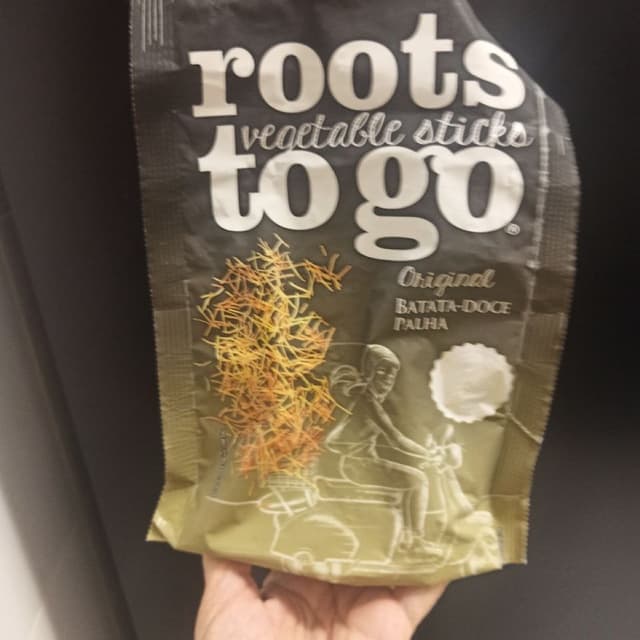 roots
vegetable sticks
to go®
Original
BATATA-DOCE
PALHA